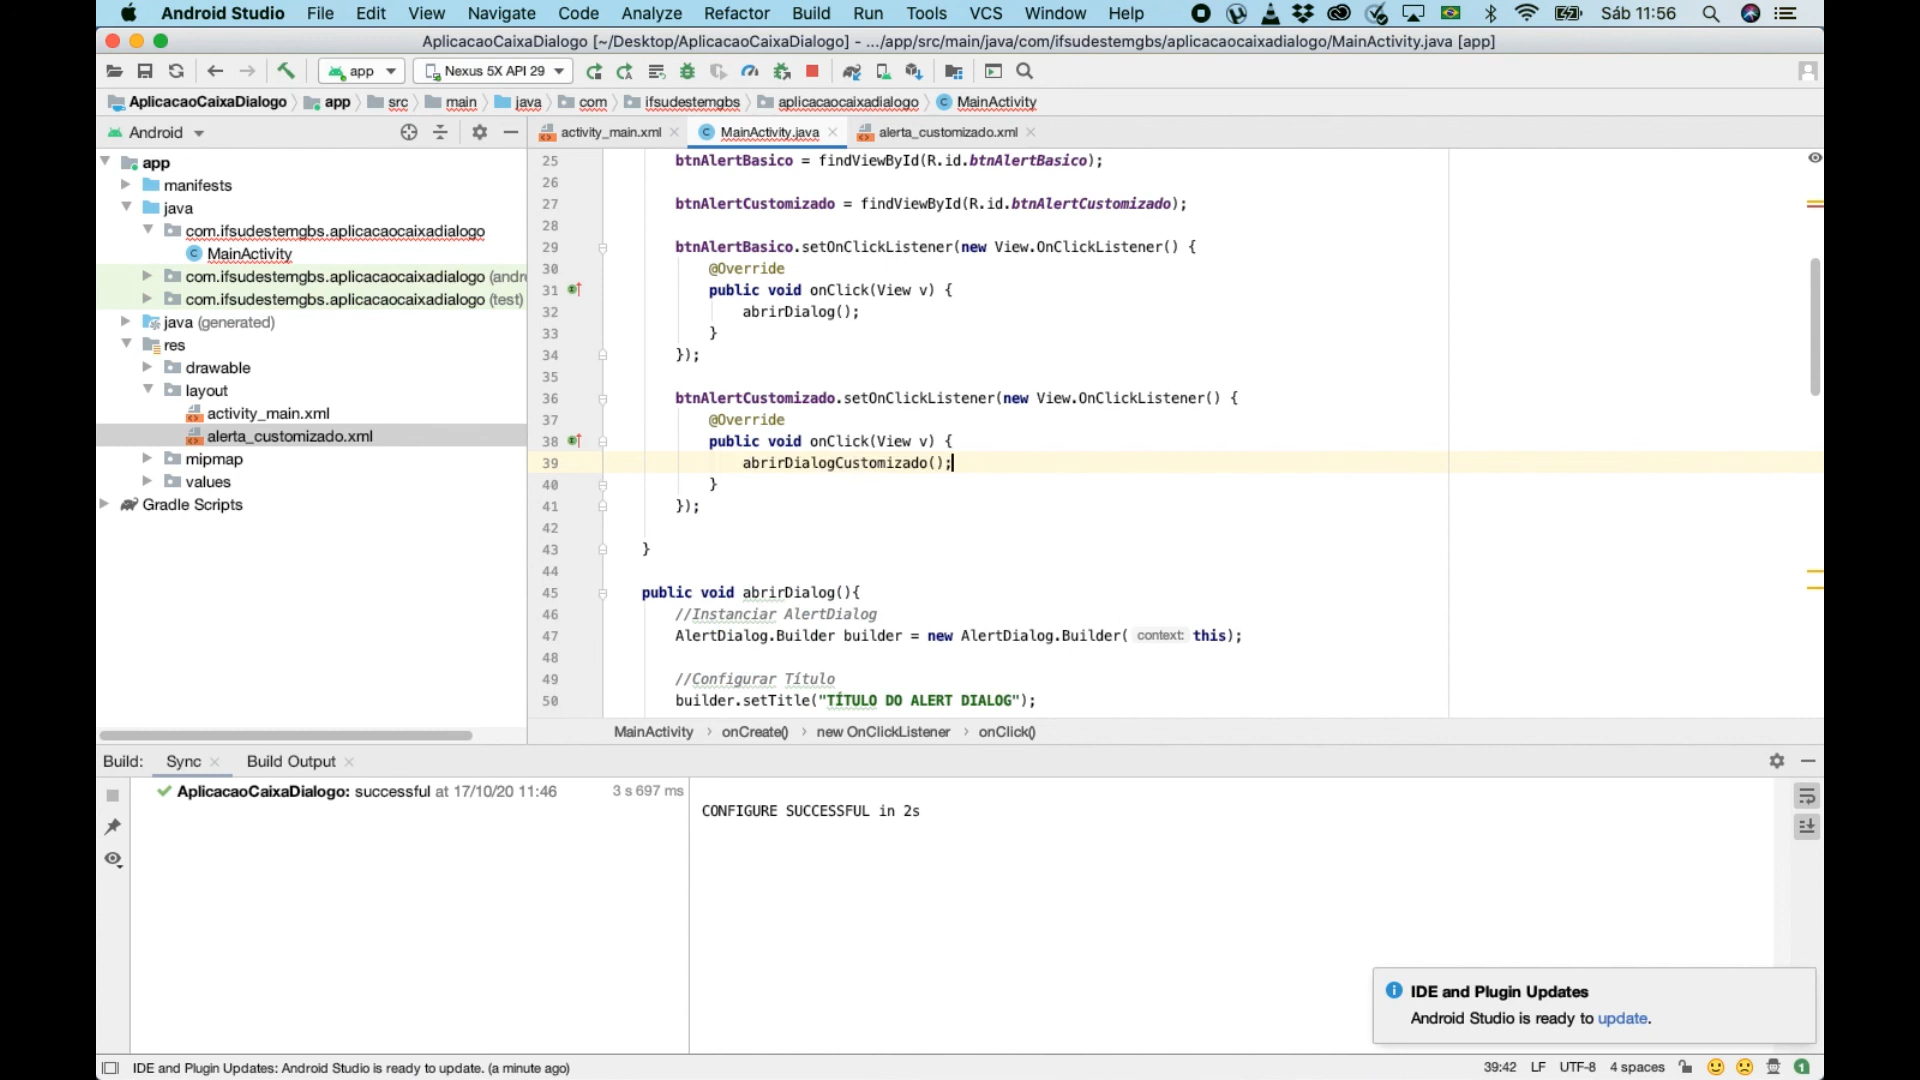 Android Studio File Edit View Navigate Code Analyze Refactor Build Run Tools VCS Window Help Sáb 11:56
AplicacaoCaixaDialogo [~/Desktop/AplicacaoCaixaDialogo] - .../app/src/main/java/com/ifsudestemgbs/aplicacaocaixadialogo/MainActivity.java [app]
app Nexus 5X API 29
AplicacaoCaixaDialogo app src main java com ifsudestemgbs aplicacaocaixadialogo MainActivity
Android
activity_main.xml MainActivity.java alerta_customizado.xml
app
manifests
java
com.ifsudestemgbs.aplicacaocaixadialogo
MainActivity
com.ifsudestemgbs.aplicacaocaixadialogo (andr
com.ifsudestemgbs.aplicacaocaixadialogo (test)
java (generated)
res
drawable
layout
activity_main.xml
alerta_customizado.xml
mipmap
values
Gradle Scripts
25 btnAlertBasico = findViewById(R.id.btnAlertBasico);
26
27 btnAlertCustomizado = findViewById(R.id.btnAlertCustomizado);
28
29 btnAlertBasico.setOnClickListener(new View.OnClickListener() {
30 @Override
31 public void onClick(View v) {
32 abrirDialog();
33 }
34 });
35
36 btnAlertCustomizado.setOnClickListener(new View.OnClickListener() {
37 @Override
38 public void onClick(View v) {
39 abrirDialogCustomizado();
40 }
41 });
42
43 }
44
45 public void abrirDialog(){
46 //Instanciar AlertDialog
47 AlertDialog.Builder builder = new AlertDialog.Builder( context: this);
48
49 //Configurar Título
50 builder.setTitle("TÍTULO DO ALERT DIALOG");
MainActivity › onCreate() › new OnClickListener › onClick()
Build: Sync Build Output
AplicacaoCaixaDialogo: successful at 17/10/20 11:46 3 s 697 ms
CONFIGURE SUCCESSFUL in 2s
IDE and Plugin Updates
Android Studio is ready to update.
IDE and Plugin Updates: Android Studio is ready to update. (a minute ago) 39:42 LF UTF-8 4 spaces 1